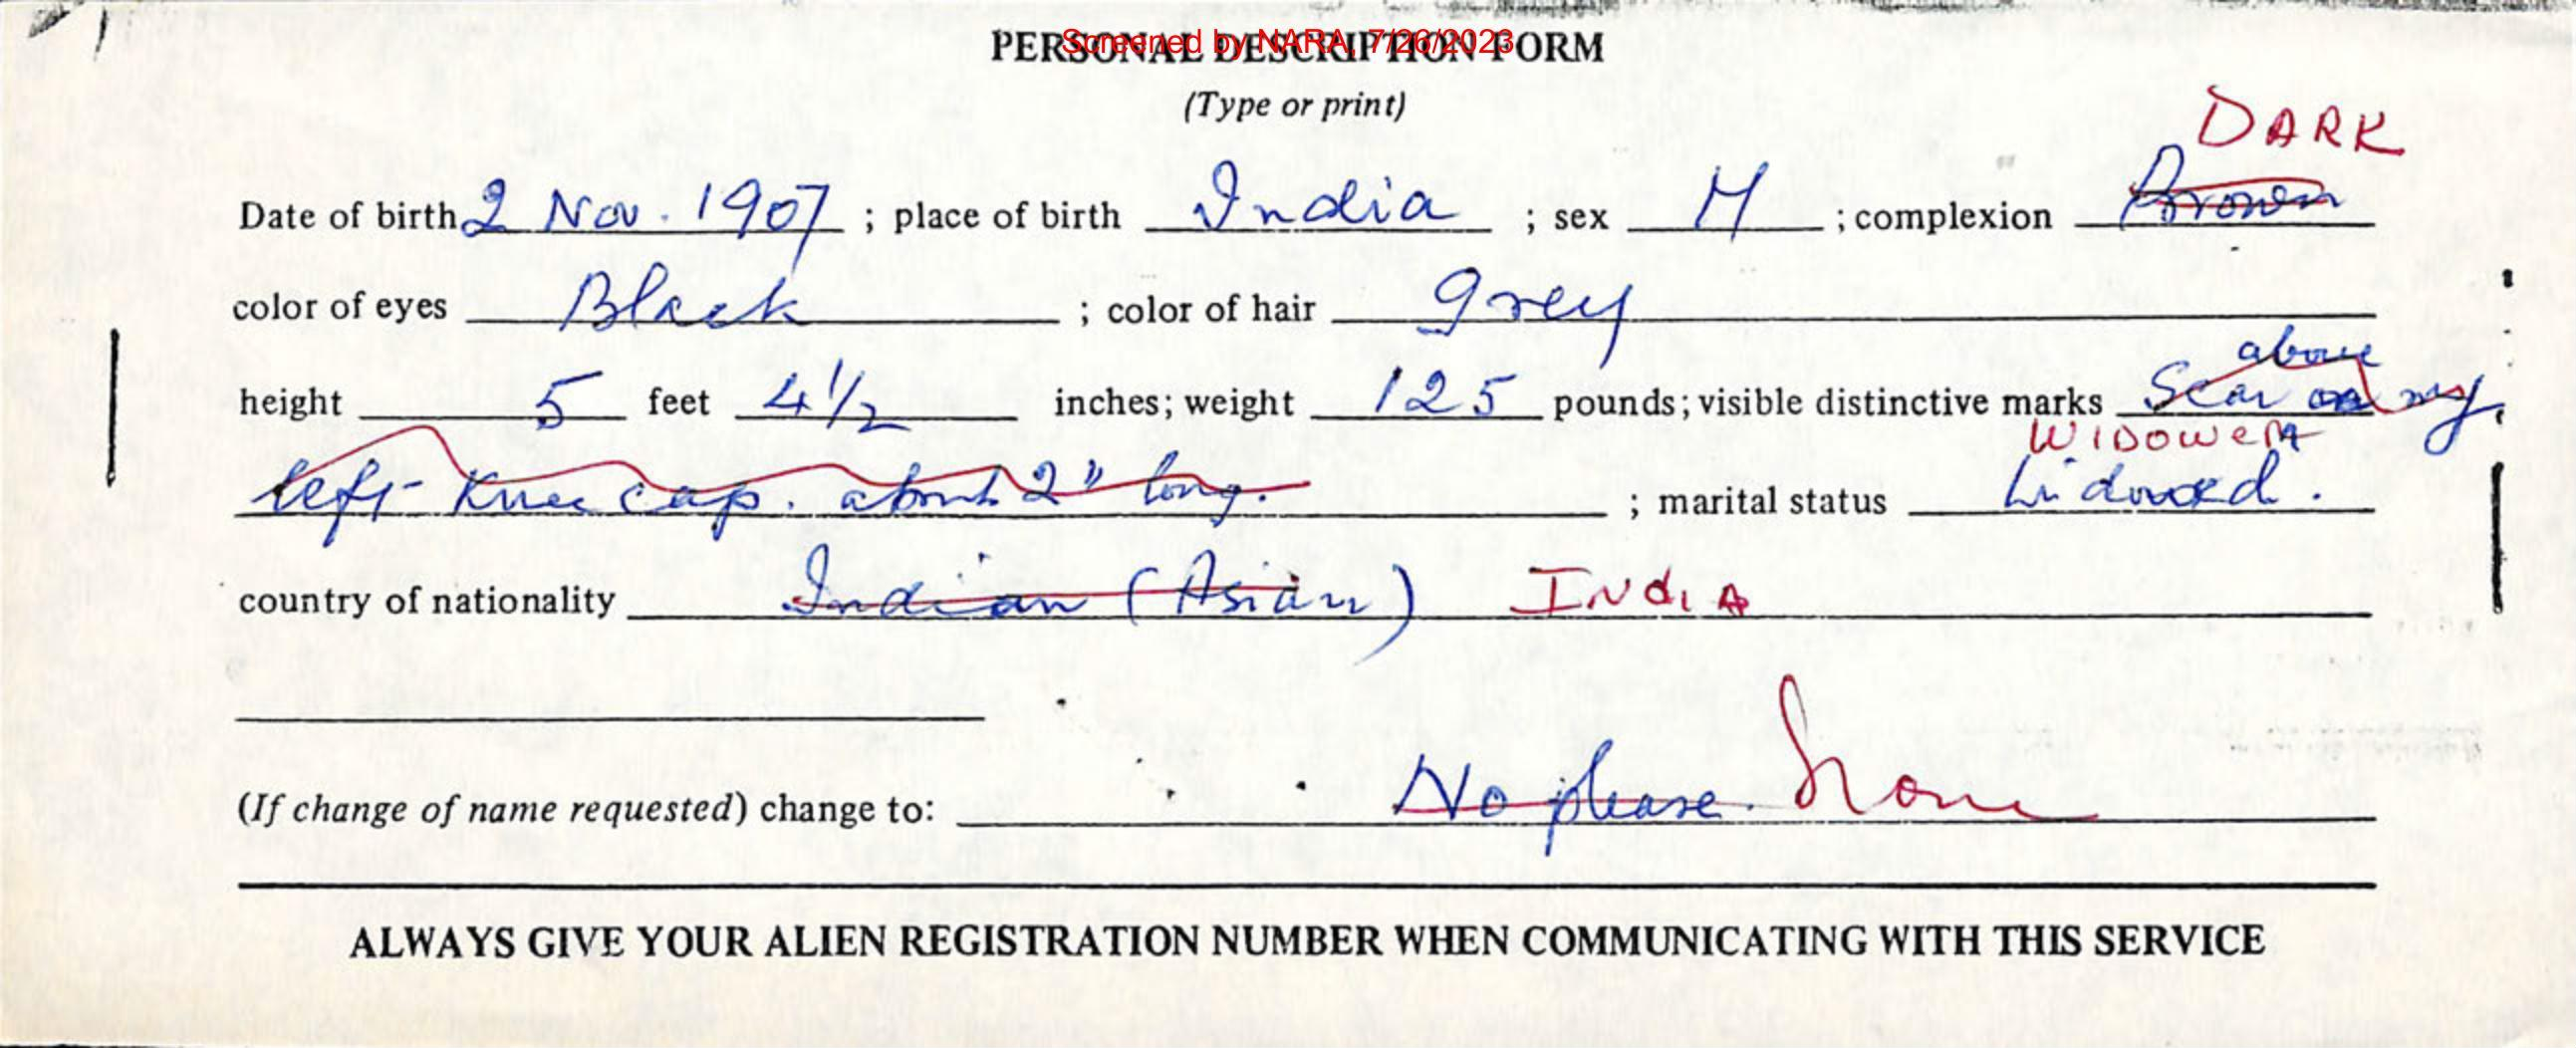 Screened by NARA, 7/26/2023
PERSONAL DESCRIPTION FORM
(Type or print)
DARK
Date of birth 2 Nov. 1907 ; place of birth India ; sex M ; complexion Brown
color of eyes Black ; color of hair grey
above
height 5 feet 4 1/2 inches; weight 125 pounds; visible distinctive marks Scar on my
WIDOWER
left Knee cap. about 2" long. ; marital status Widowed.
country of nationality Indian (Asian) INdIA
(If change of name requested) change to: No please. None
ALWAYS GIVE YOUR ALIEN REGISTRATION NUMBER WHEN COMMUNICATING WITH THIS SERVICE